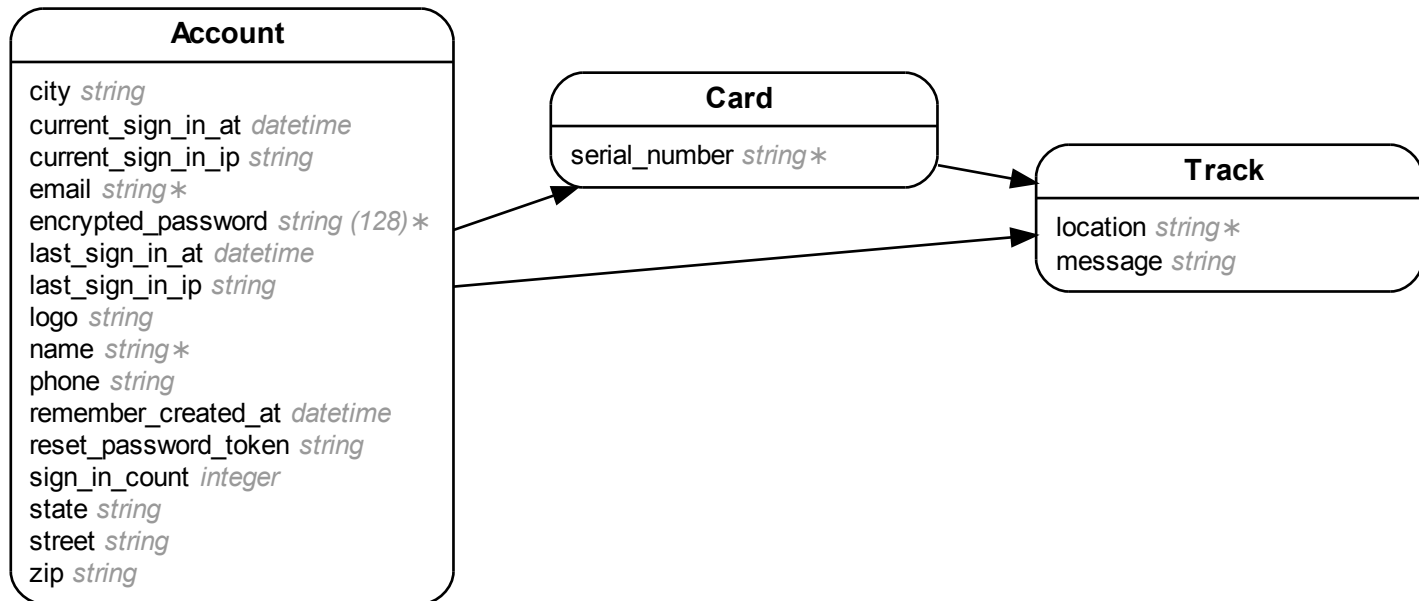 Account
city string
current_sign_in_at datetime
current_sign_in_ip string
email string∗
encrypted_password string (128)∗
last_sign_in_at datetime
last_sign_in_ip string
logo string
name string∗
phone string
remember_created_at datetime
reset_password_token string
sign_in_count integer
state string
street string
zip string
Card
serial_number string∗
Track
location string∗
message string